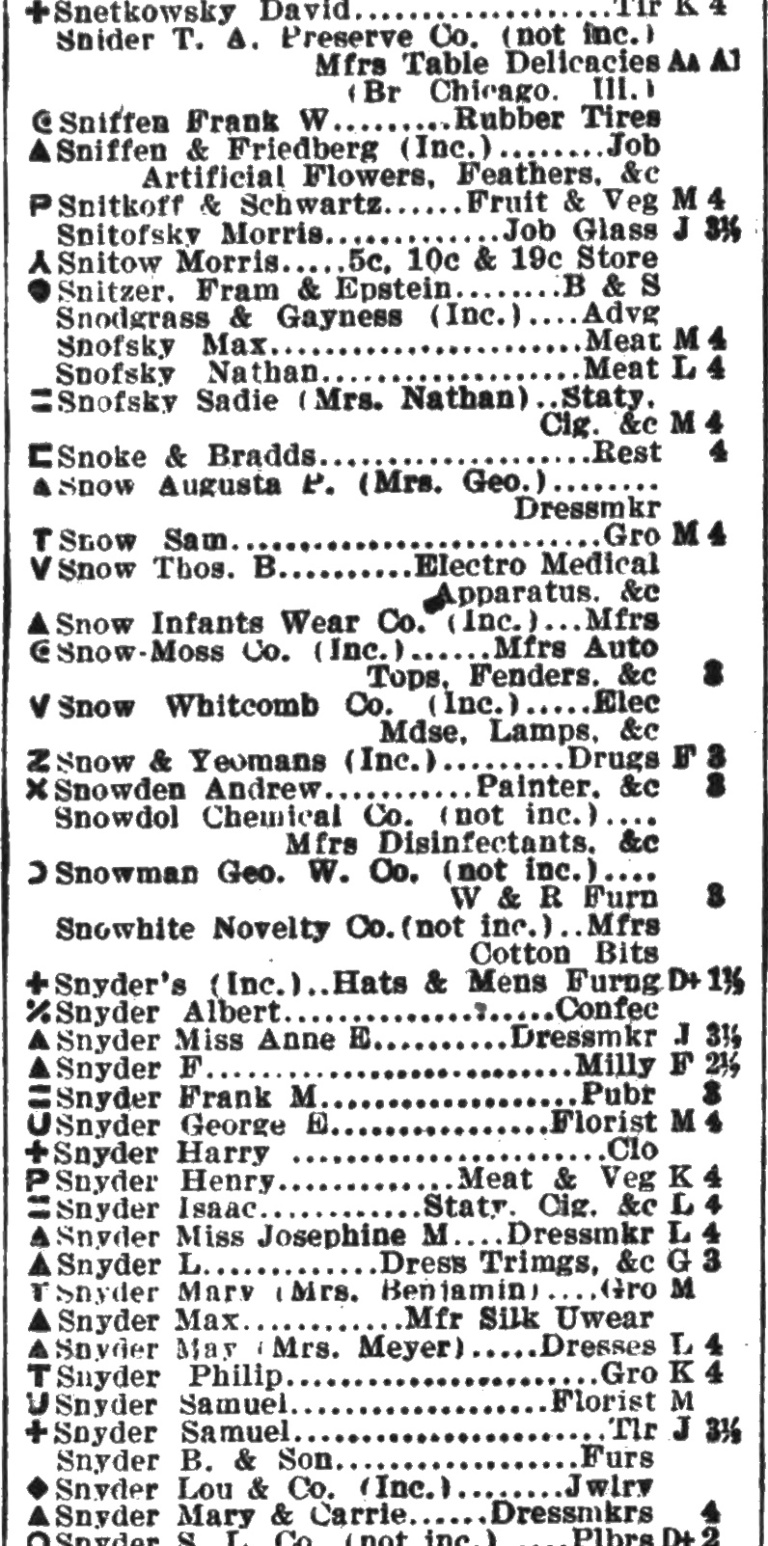 +Snetkowsky David....................Tlr K 4
Snider T. A. Preserve Co. (not inc.)
Mfrs Table Delicacies Aa A1
(Br Chicago. Ill.)
Sniffen Frank W.........Rubber Tires
▲Sniffen & Friedberg (Inc.)........Job
Artificial Flowers, Feathers, &c
P Snitkoff & Schwartz......Fruit & Veg M 4
Snitofsky Morris.............Job Glass J 3½
⅄ Snitow Morris.....5c, 10c & 19c Store
●Snitzer, Fram & Epstein........B & S
Snodgrass & Gayness (Inc.)....Advg
Snofsky Max......................Meat M 4
Snofsky Nathan...................Meat L 4
=Snofsky Sadie (Mrs. Nathan)..Staty,
Cig. &c M 4
⊏Snoke & Bradds....................Rest 4
▲Snow Augusta P. (Mrs. Geo.)........
Dressmkr
T Snow Sam............................Gro M 4
V Snow Thos. B..........Electro Medical
Apparatus. &c
▲Snow Infants Wear Co. (Inc.)...Mfrs
Snow-Moss Co. (Inc.)......Mfrs Auto
Tops, Fenders, &c 3
V Snow Whitcomb Co. (Inc.).....Elec
Mdse, Lamps, &c
Z Snow & Yeomans (Inc.).........Drugs F 3
✕Snowden Andrew...........Painter, &c 3
Snowdol Chemical Co. (not inc.)....
Mfrs Disinfectants, &c
Ɔ Snowman Geo. W. Co. (not inc.)....
W & R Furn 3
Snowhite Novelty Co.(not inc.)..Mfrs
Cotton Bits
+Snyder's (Inc.)..Hats & Mens Furng D+ 1½
⁒Snyder Albert....................Confec
▲Snyder Miss Anne E..........Dressmkr J 3½
▲Snyder F...........................Milly F 2½
=Snyder Frank M...................Pubr 3
U Snyder George E................Florist M 4
+Snyder Harry .......................Clo
P Snyder Henry.............Meat & Veg K 4
=Snyder Isaac............Staty. Cig. &c L 4
▲Snyder Miss Josephine M....Dressmkr L 4
▲Snyder L.............Dress Trimgs, &c G 3
T Snyder Mary (Mrs. Benjamin)....Gro M
▲Snyder Max............Mfr Silk Uwear
▲Snyder May (Mrs. Meyer).....Dresses L 4
T Snyder Philip.......................Gro K 4
U Snyder Samuel...................Florist M
+Snyder Samuel.......................Tlr J 3½
Snyder B. & Son..................Furs
◆Snyder Lou & Co. (Inc.)........Jwlry
▲Snyder Mary & Carrie......Dressmkrs 4
Snyder S. L. Co. (not inc.) ....Plbrs D+ 2